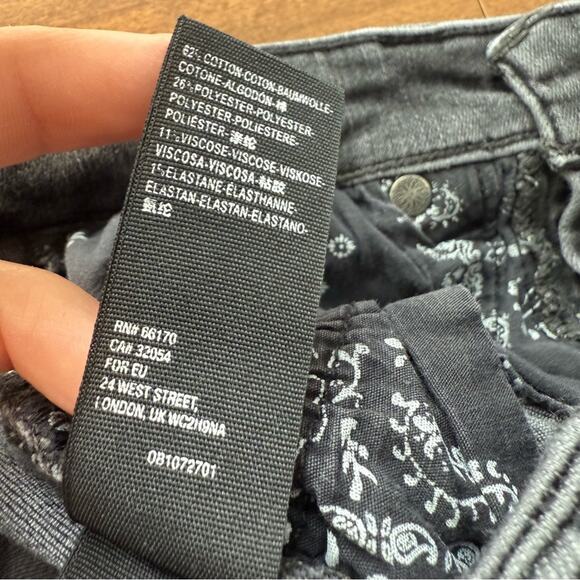 62% COTTON-COTON-BAUMWOLLE-
COTONE-ALGODÓN-棉
26% POLYESTER-POLYESTER-
POLYESTER-POLIESTERE-
POLIÉSTER-涤纶
11% VISCOSE-VISCOSE-VISKOSE-
VISCOSA-VISCOSA-粘胶
1% ELASTANE-ÉLASTHANNE-
ELASTAN-ELASTAN-ELASTANO-
氨纶
RN# 66170
CA# 32054
FOR EU
24 WEST STREET,
LONDON, UK WC2H9NA
QB1072701